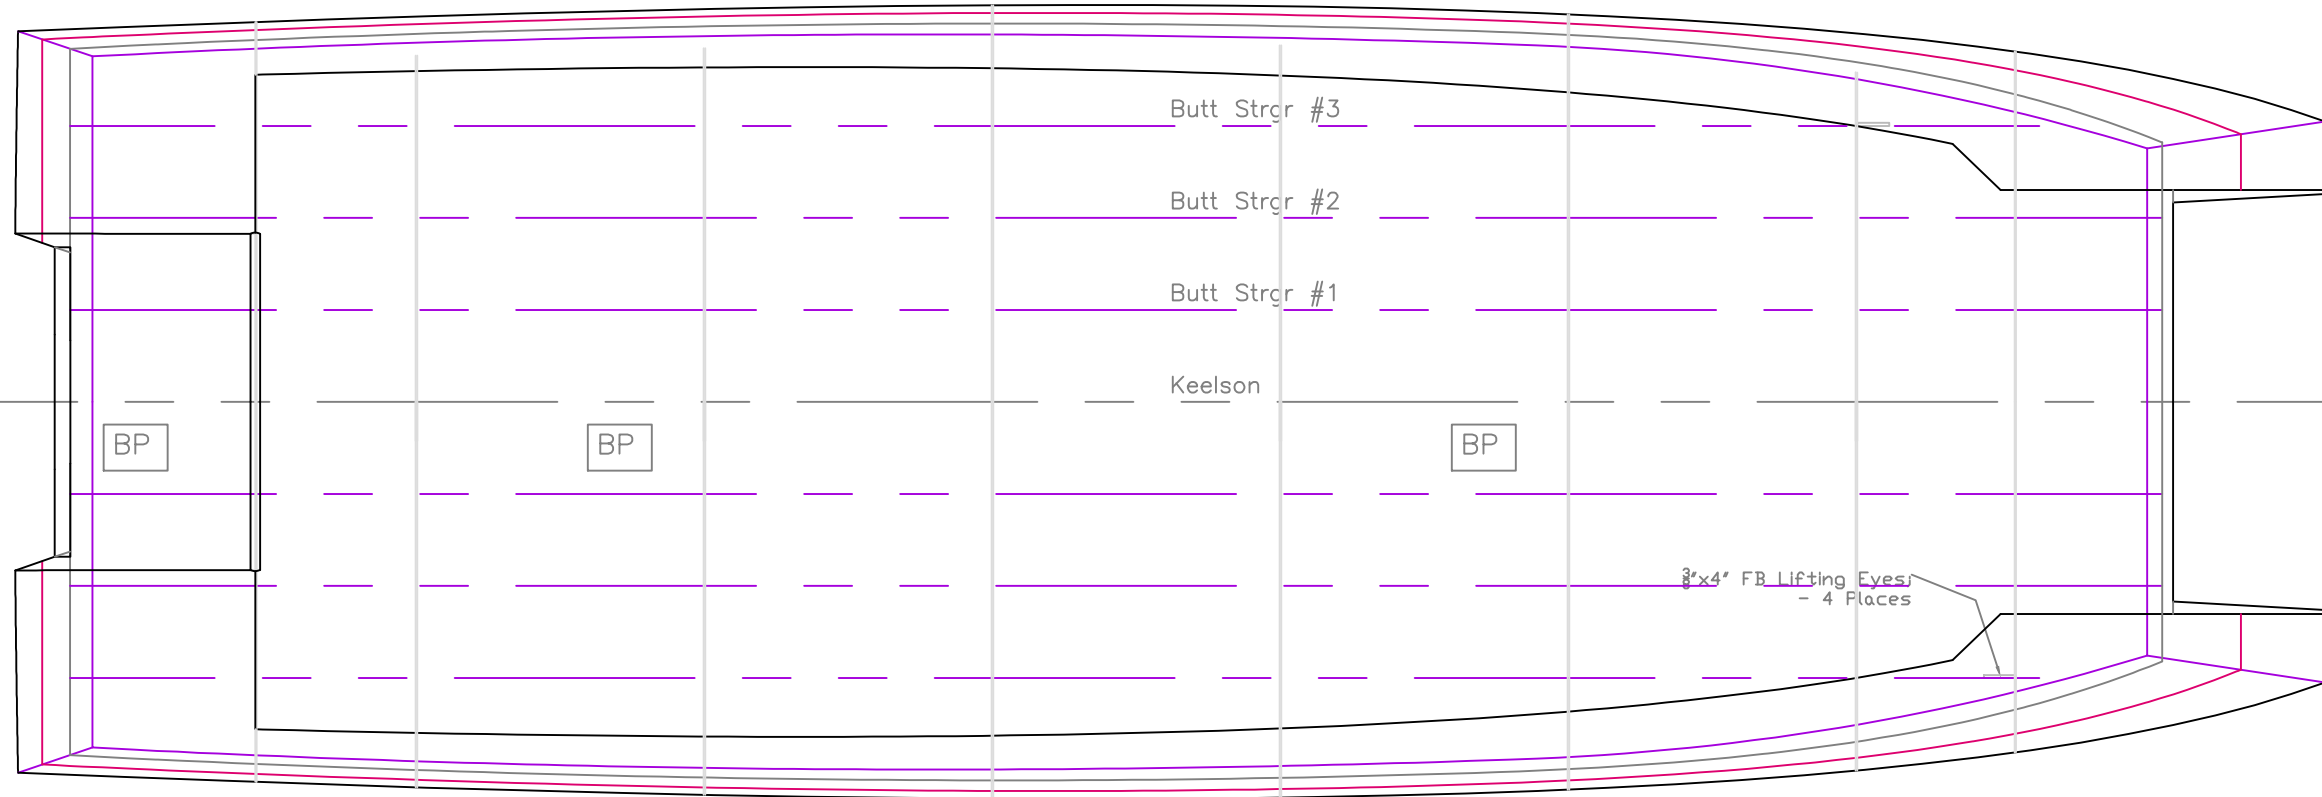 Butt Strgr #3
Butt Strgr #2
Butt Strgr #1
Keelson
BP
BP
BP
3/8"x4" FB Lifting Eyes;
- 4 Places